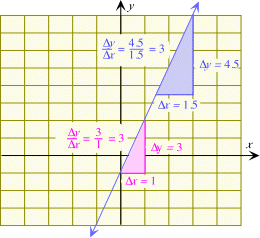 y
Δy/Δx = 4.5/1.5 = 3
Δy = 4.5
Δx = 1.5
Δy/Δx = 3/1 = 3
Δy = 3
x
Δx = 1